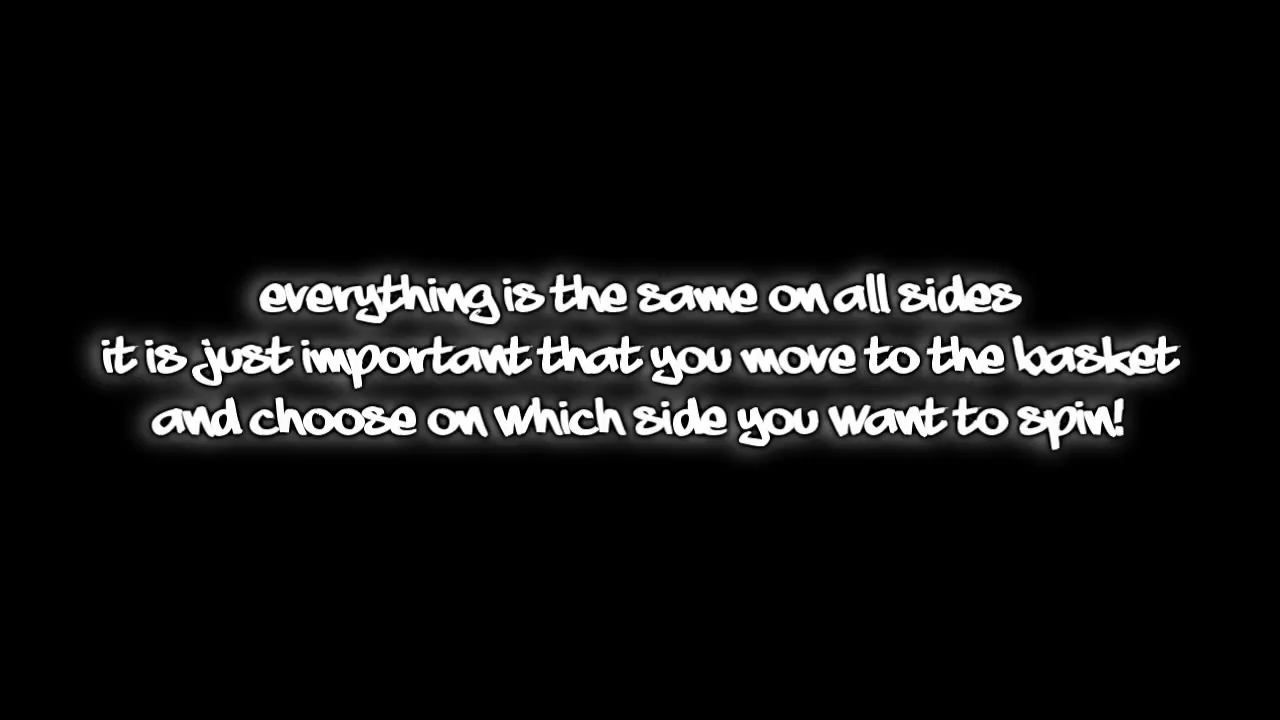 everything is the same on all sides
it is just important that you move to the basket
and choose on which side you want to spin!